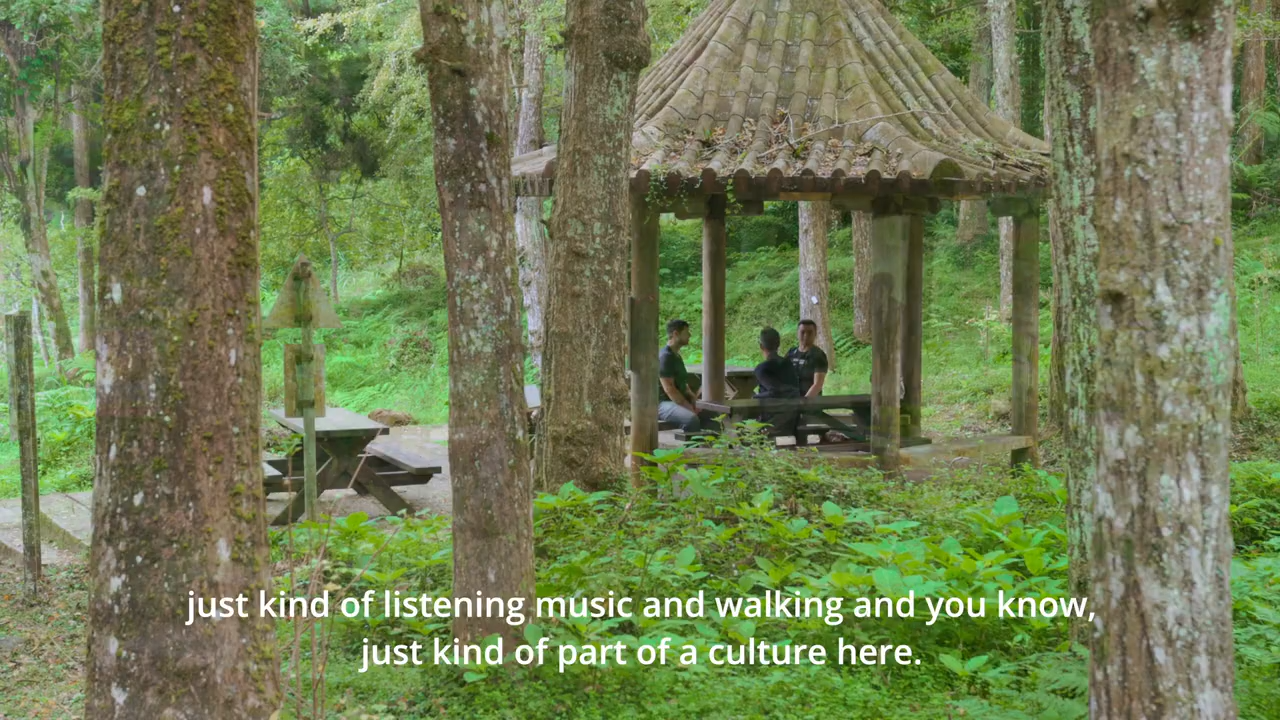 just kind of listening music and walking and you know,
just kind of part of a culture here.